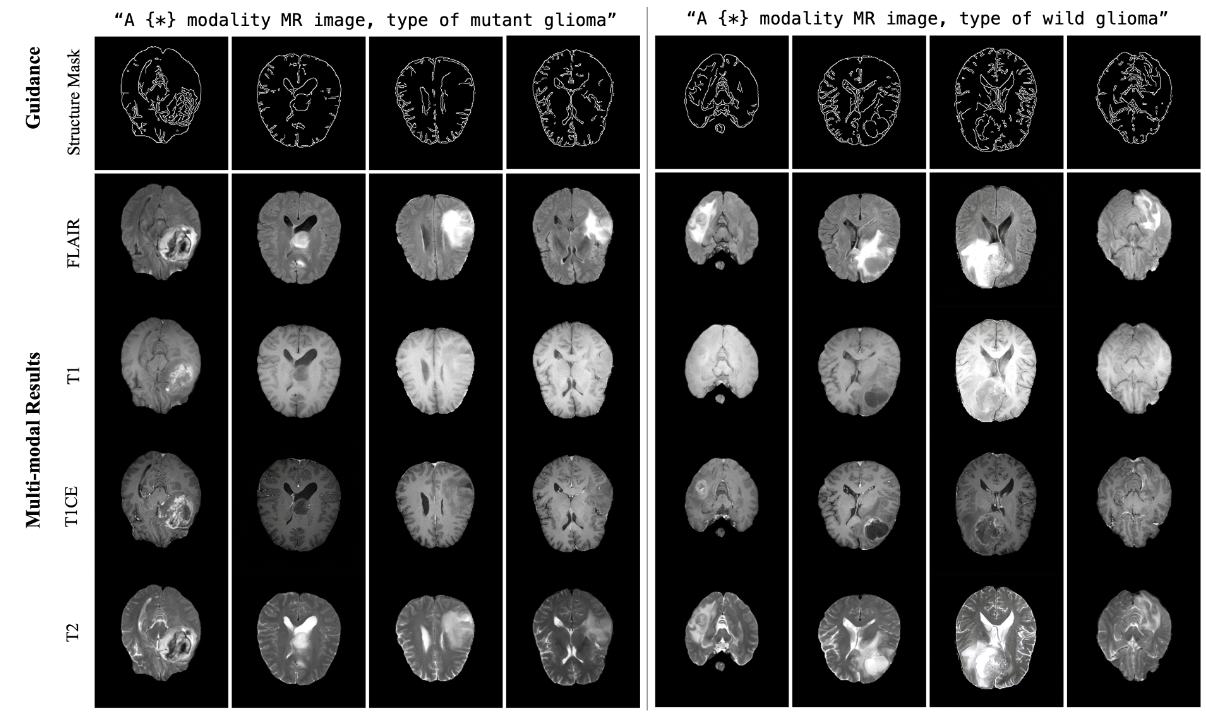 “A {*} modality MR image, type of mutant glioma”
“A {*} modality MR image, type of wild glioma”
Guidance
Structure Mask
Multi-modal Results
FLAIR
T1
T1CE
T2